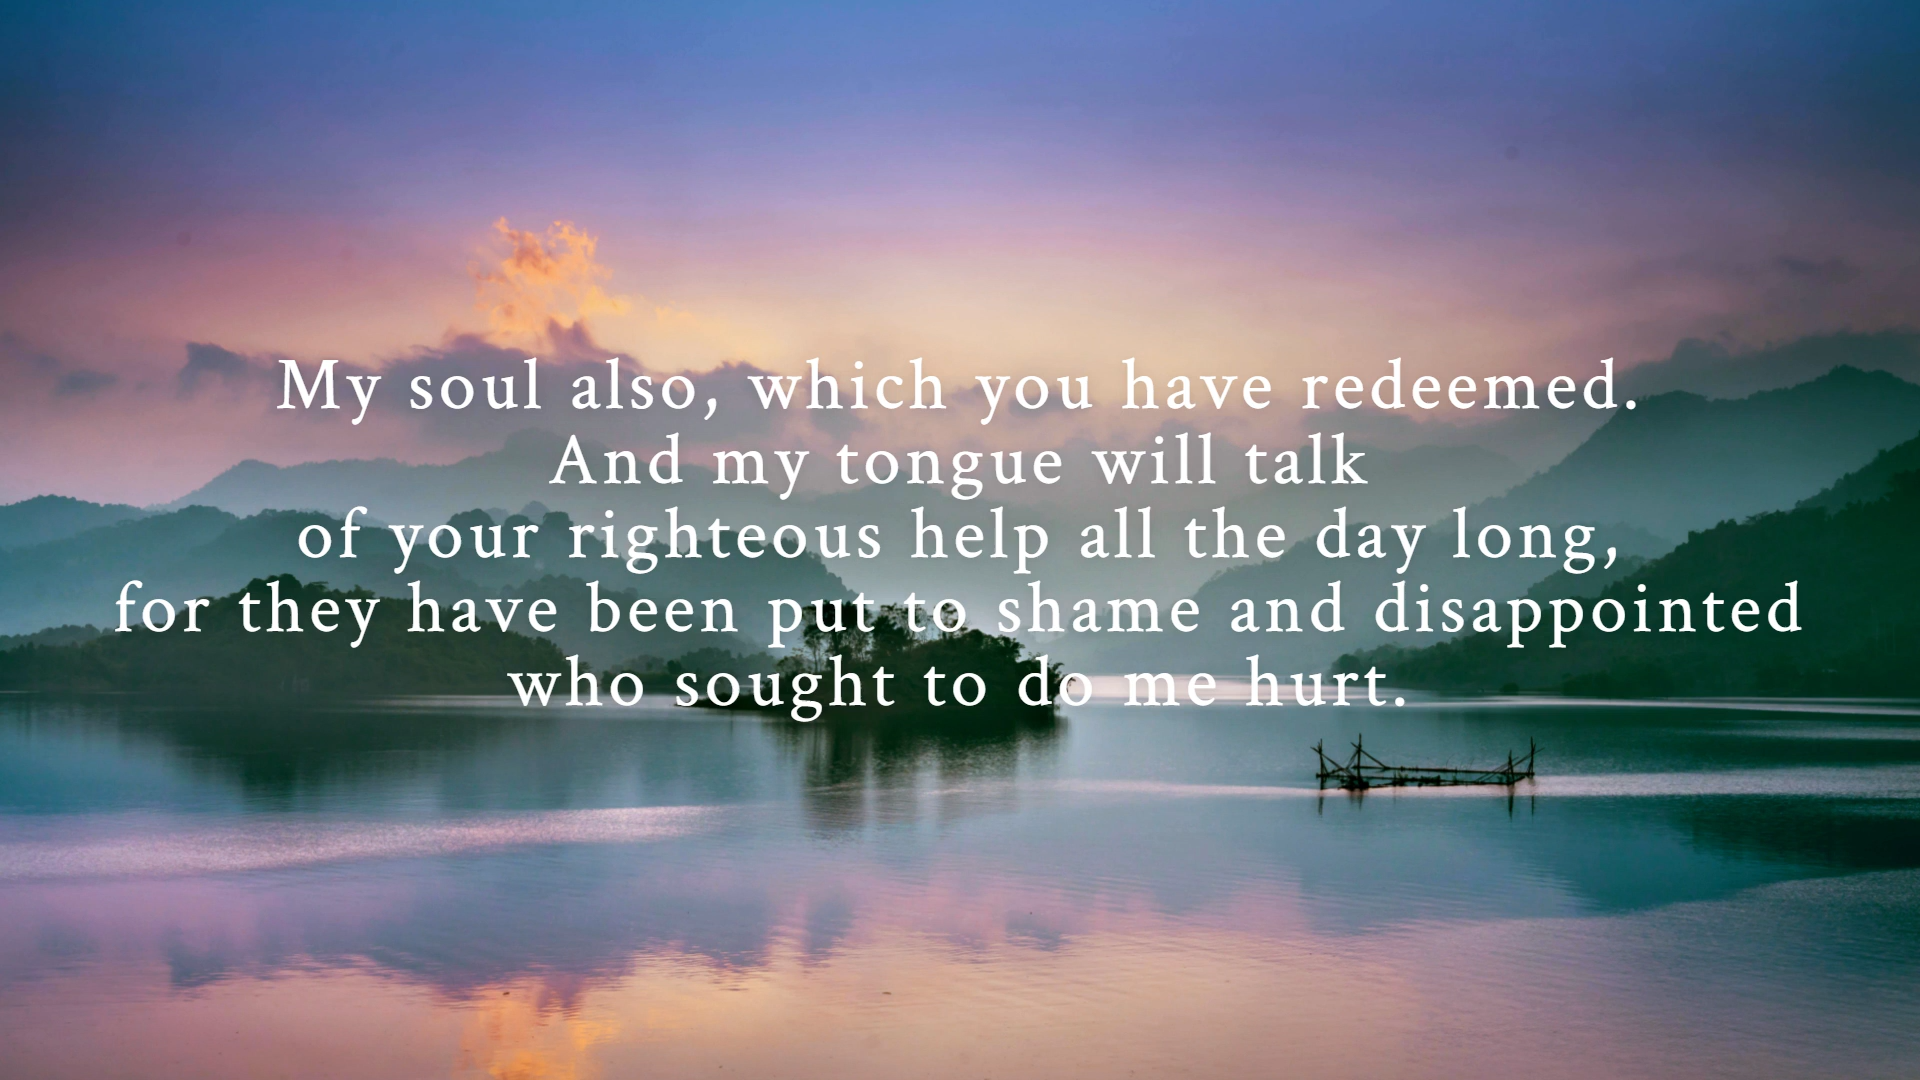 My soul also, which you have redeemed.
And my tongue will talk
of your righteous help all the day long,
for they have been put to shame and disappointed
who sought to do me hurt.